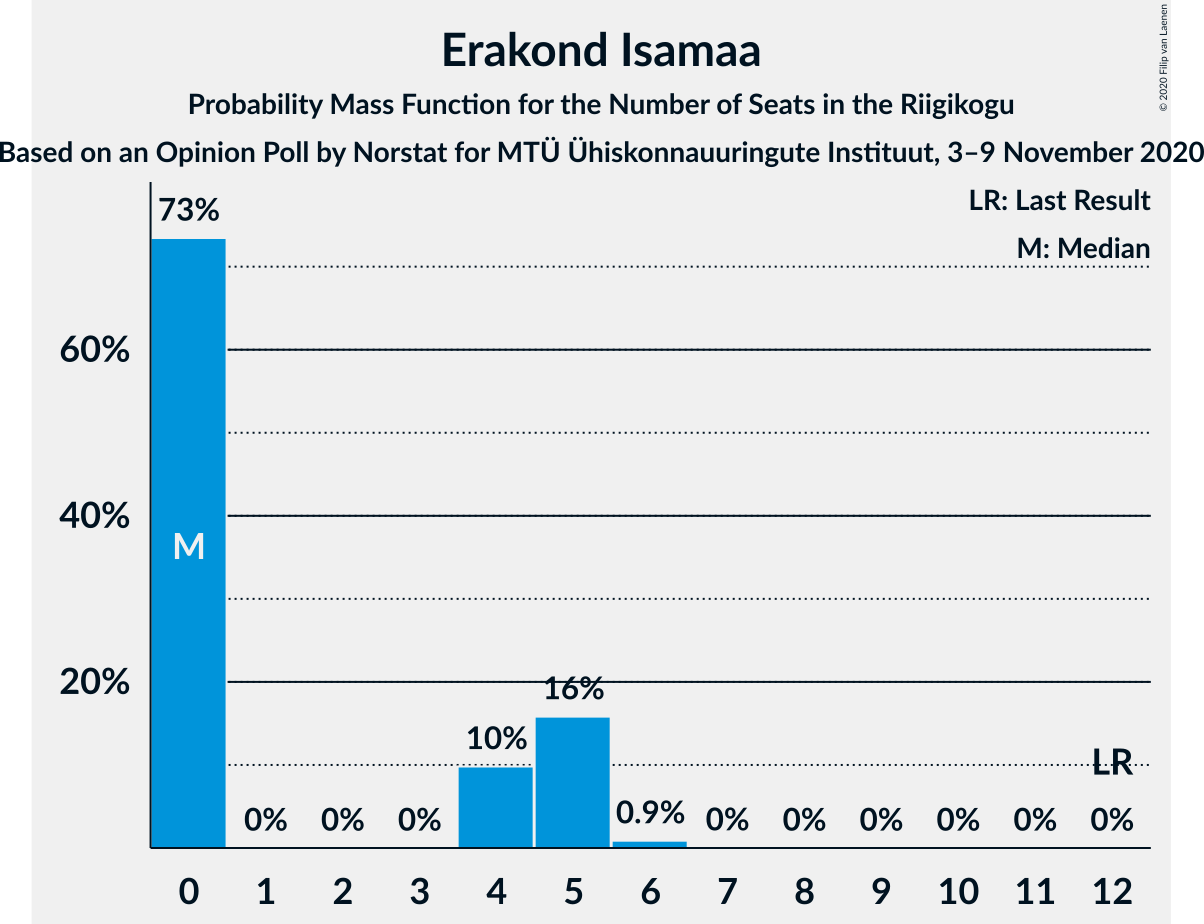 Erakond Isamaa
Probability Mass Function for the Number of Seats in the Riigikogu
Based on an Opinion Poll by Norstat for MTÜ Ühiskonnauuringute Instituut, 3–9 November 2020
© 2020 Filip van Laenen
LR: Last Result
M: Median
73%
60%
40%
20%
M
16%
10%
LR
0% 0% 0% 0.9% 0% 0% 0% 0% 0% 0%
0 1 2 3 4 5 6 7 8 9 10 11 12